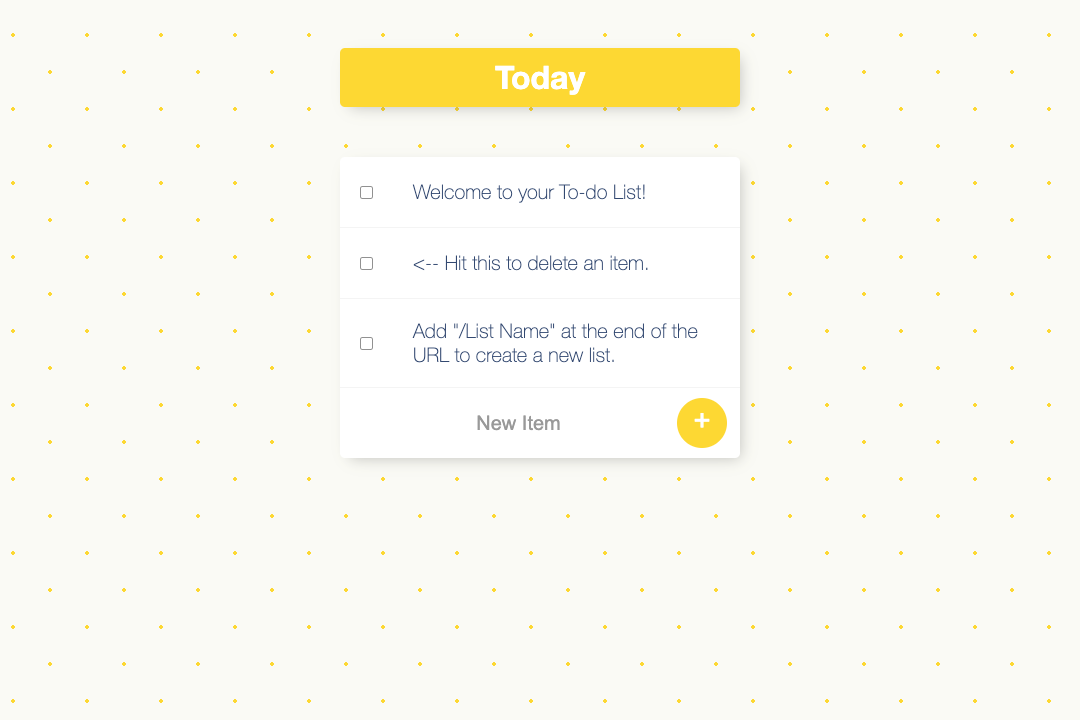 Today
Welcome to your To-do List!
<-- Hit this to delete an item.
Add "/List Name" at the end of the
URL to create a new list.
New Item
+